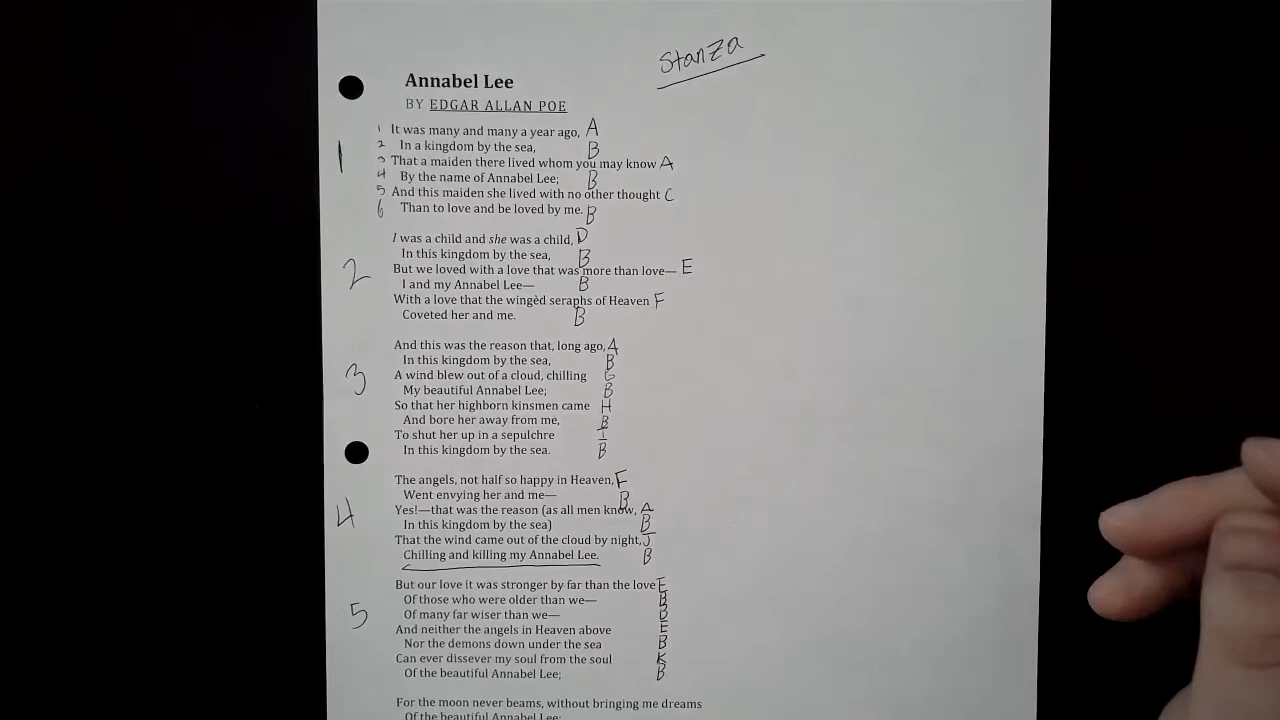 Stanza
Annabel Lee
BY EDGAR ALLAN POE
1 It was many and many a year ago, A
2 In a kingdom by the sea, B
3 That a maiden there lived whom you may know A
4 By the name of Annabel Lee; B
5 And this maiden she lived with no other thought C
6 Than to love and be loved by me. B
1
I was a child and she was a child, D
In this kingdom by the sea, B
But we loved with a love that was more than love— E
I and my Annabel Lee— B
With a love that the wingèd seraphs of Heaven F
Coveted her and me. B
2
And this was the reason that, long ago, A
In this kingdom by the sea, B
A wind blew out of a cloud, chilling G
My beautiful Annabel Lee; B
So that her highborn kinsmen came H
And bore her away from me, B
To shut her up in a sepulchre I
In this kingdom by the sea. B
3
The angels, not half so happy in Heaven, F
Went envying her and me— B
Yes!—that was the reason (as all men know, A
In this kingdom by the sea) B
That the wind came out of the cloud by night, J
Chilling and killing my Annabel Lee. B
4
But our love it was stronger by far than the love E
Of those who were older than we— B
Of many far wiser than we— B
And neither the angels in Heaven above E
Nor the demons down under the sea B
Can ever dissever my soul from the soul K
Of the beautiful Annabel Lee; B
5
For the moon never beams, without bringing me dreams
Of the beautiful Annabel Lee;